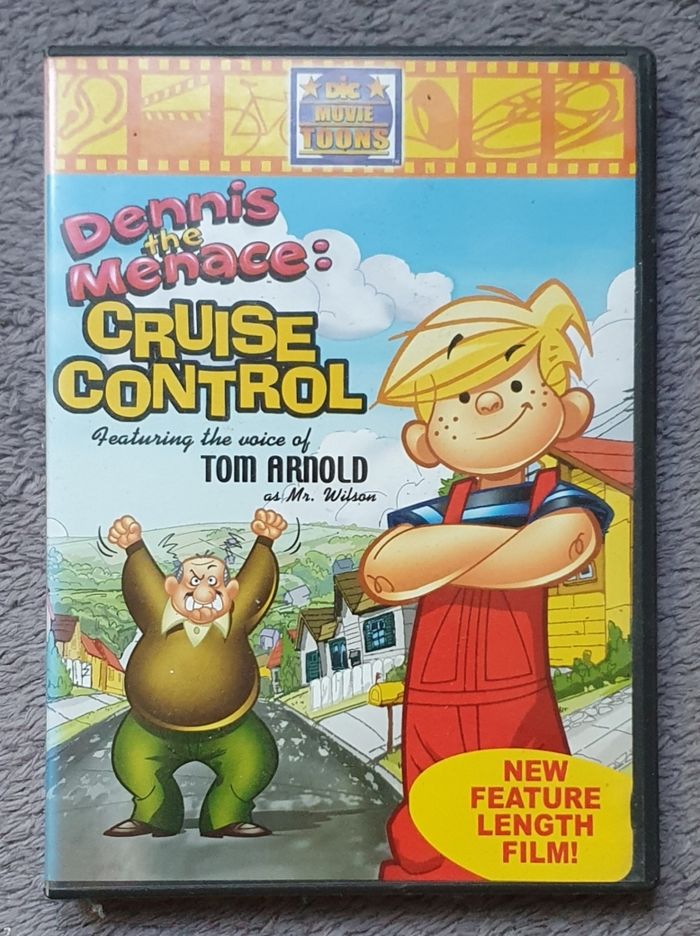 DiC
MOVIE
TOONS
TM
Dennis
the
Menace:
CRUISE
CONTROL
Featuring the voice of
TOM ARNOLD
as Mr. Wilson
NEW
FEATURE
LENGTH
FILM!